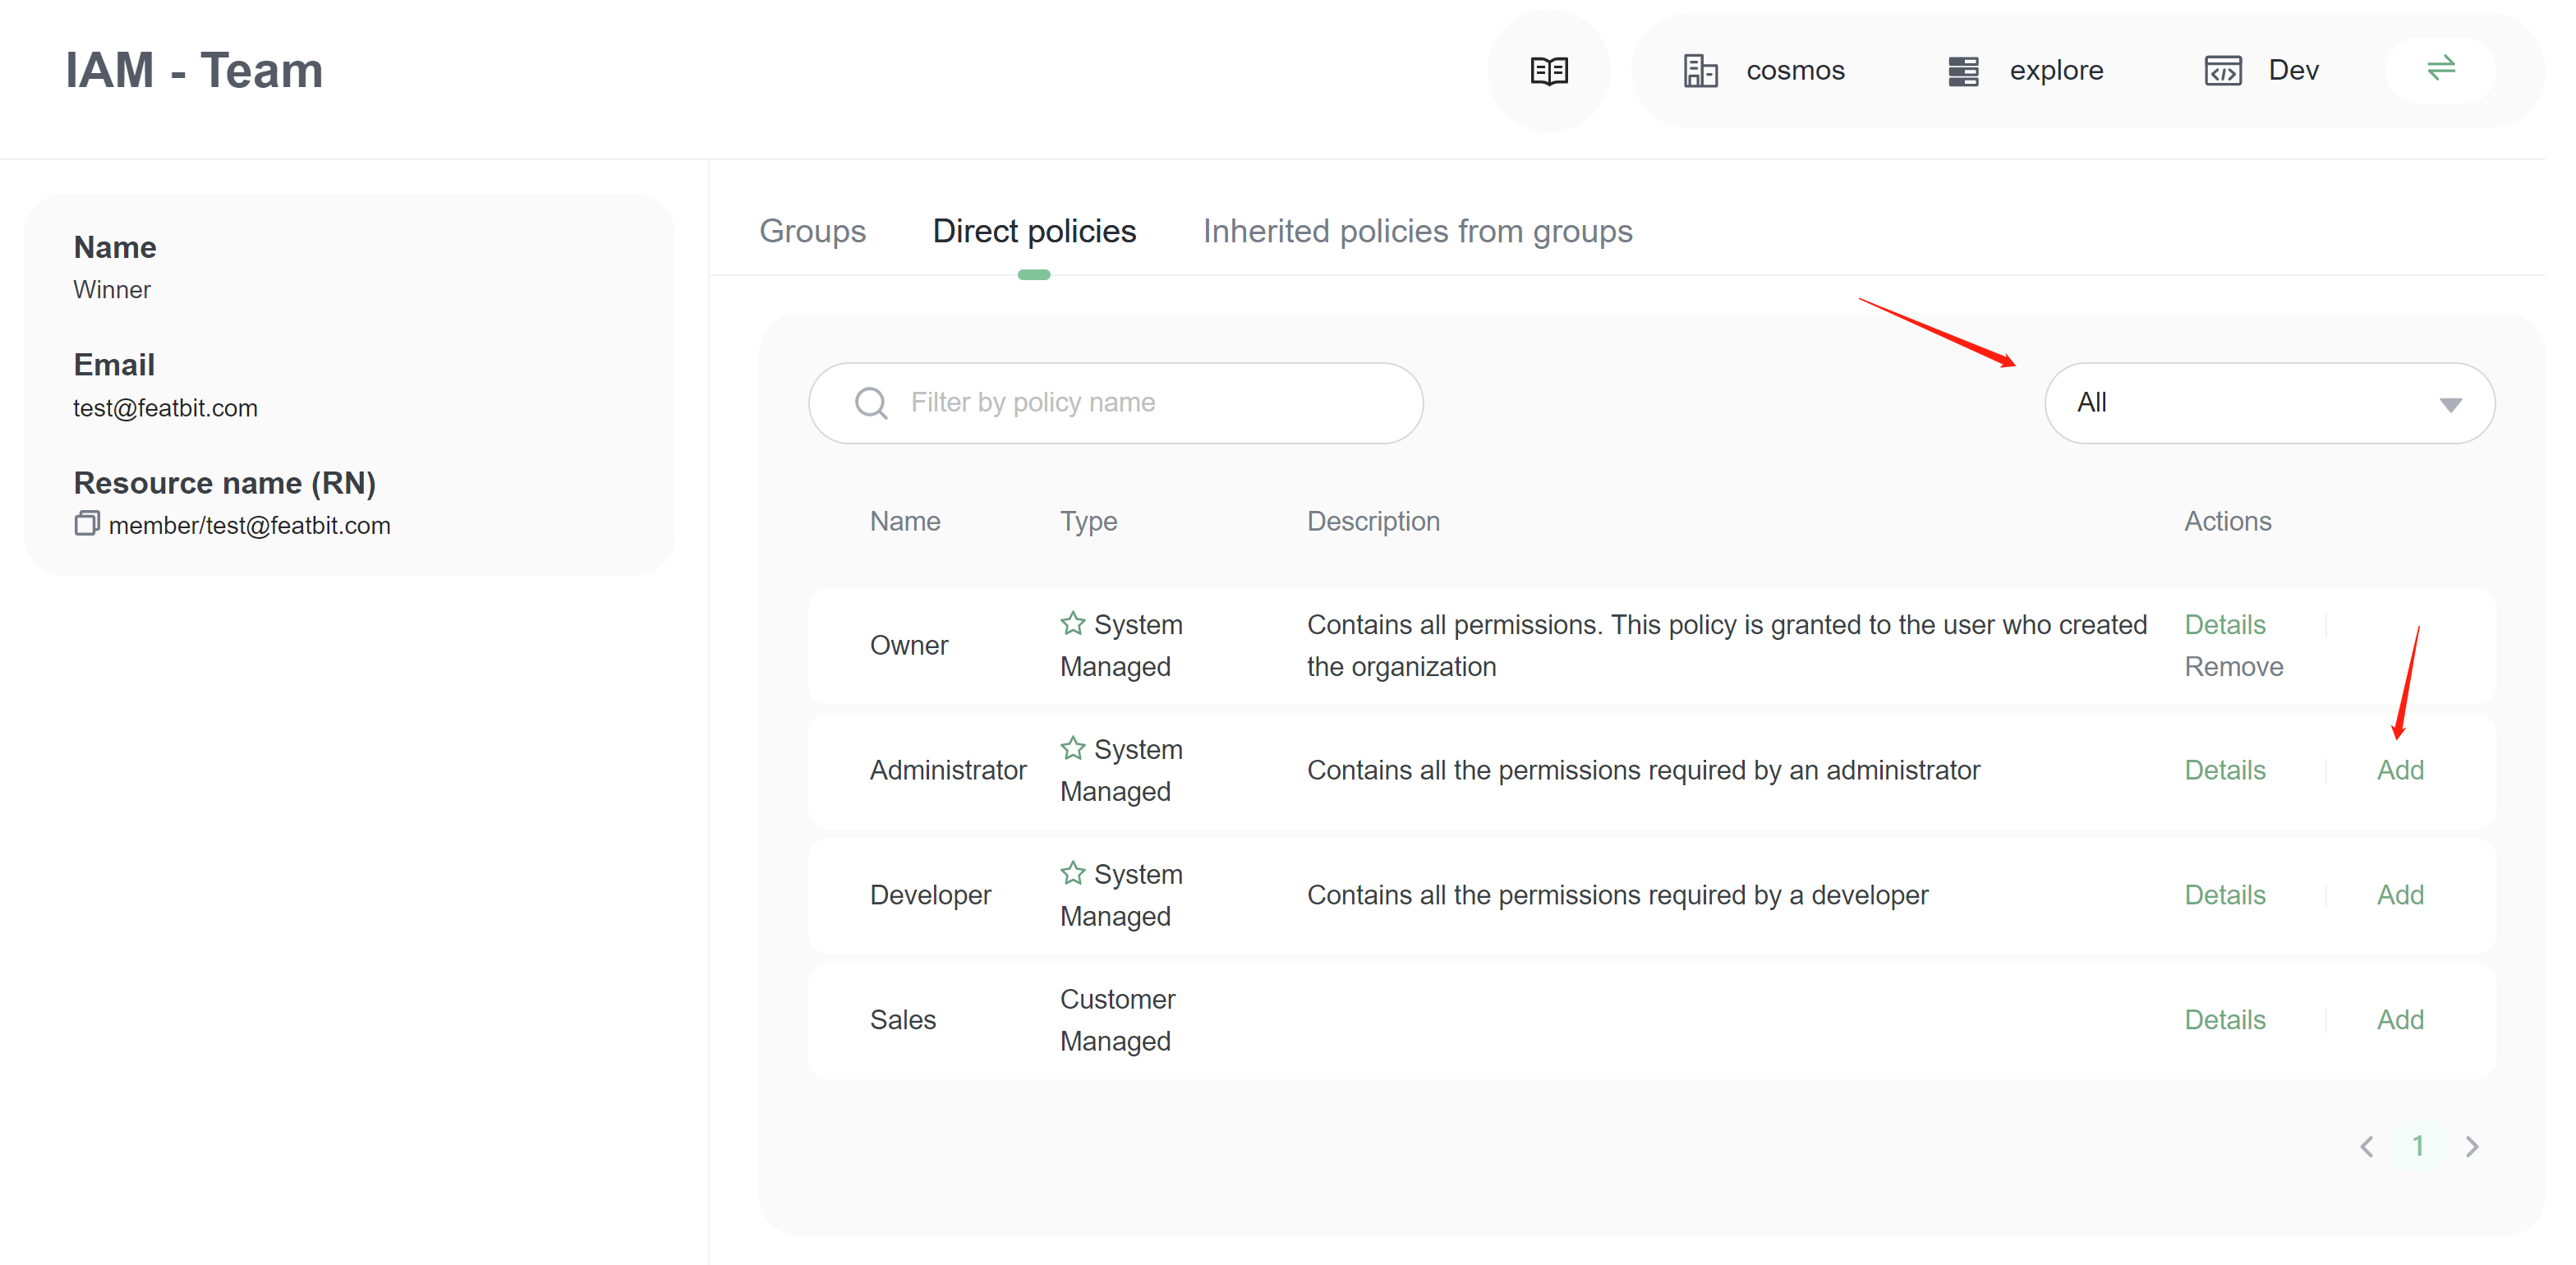 IAM - Team
cosmos
explore
Dev
Name
Winner
Email
test@featbit.com
Resource name (RN)
member/test@featbit.com
Groups
Direct policies
Inherited policies from groups
Filter by policy name
All
Name Type Description Actions
Owner
System
Managed
Contains all permissions. This policy is granted to the user who created
the organization
Details
Remove
Administrator
System
Managed
Contains all the permissions required by an administrator
Details
Add
Developer
System
Managed
Contains all the permissions required by a developer
Details
Add
Sales
Customer
Managed
Details
Add
1